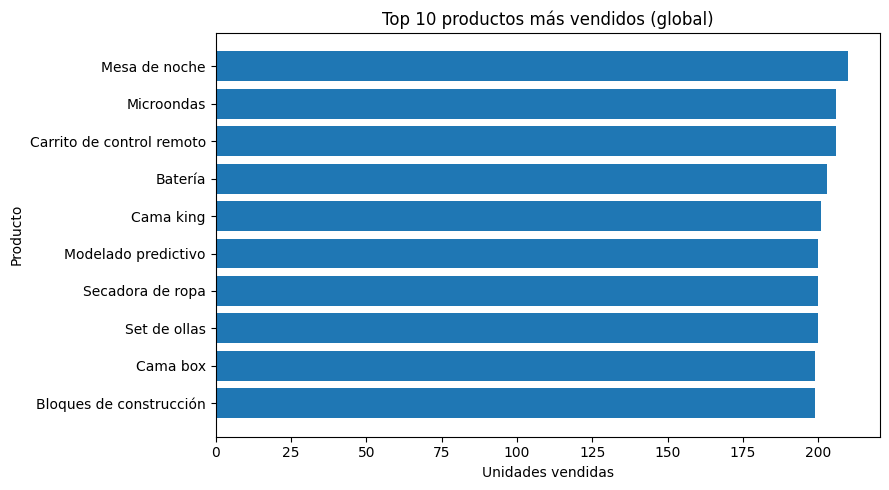 Top 10 productos más vendidos (global)
Producto
Mesa de noche
Microondas
Carrito de control remoto
Batería
Cama king
Modelado predictivo
Secadora de ropa
Set de ollas
Cama box
Bloques de construcción
0 25 50 75 100 125 150 175 200
Unidades vendidas